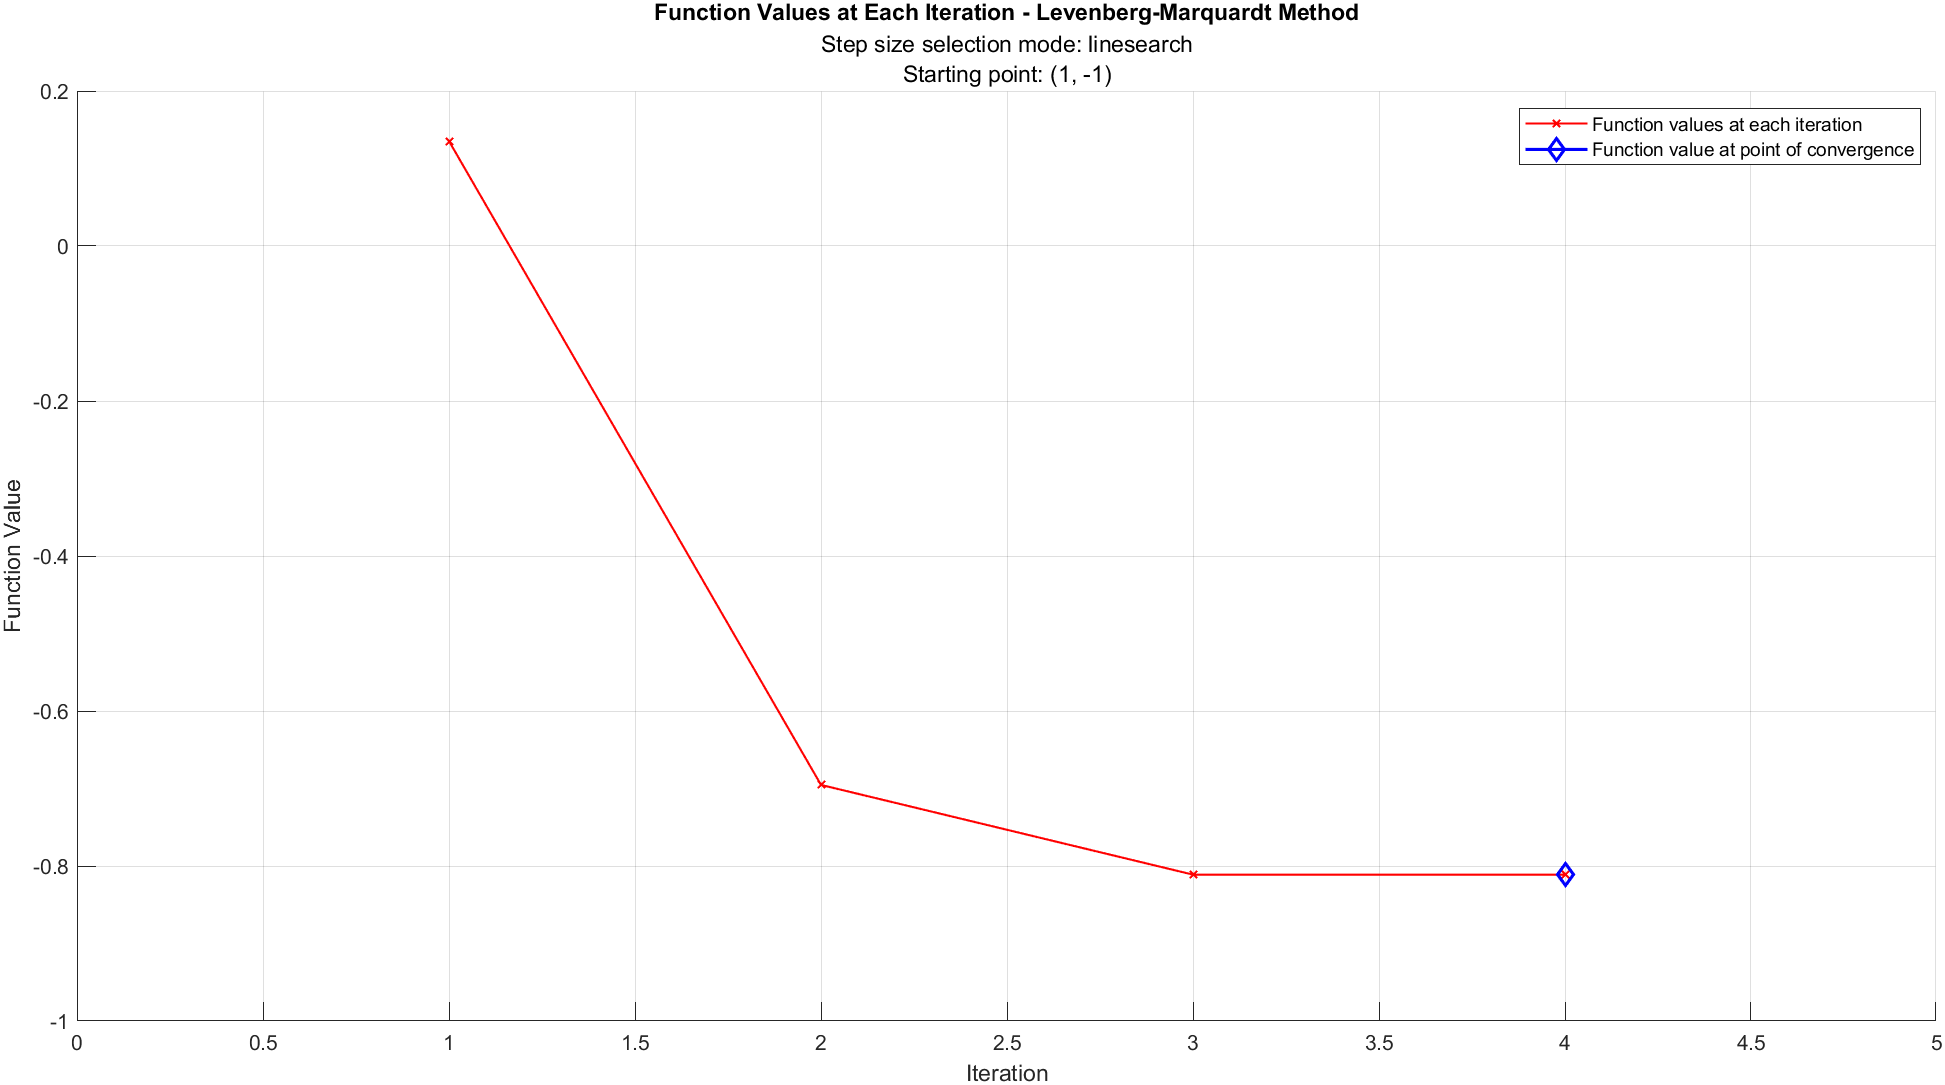 Function Values at Each Iteration - Levenberg-Marquardt Method
Step size selection mode: linesearch
Starting point: (1, -1)
Function values at each iteration
Function value at point of convergence
Function Value
0.2
0
-0.2
-0.4
-0.6
-0.8
-1
0 0.5 1 1.5 2 2.5 3 3.5 4 4.5 5
Iteration